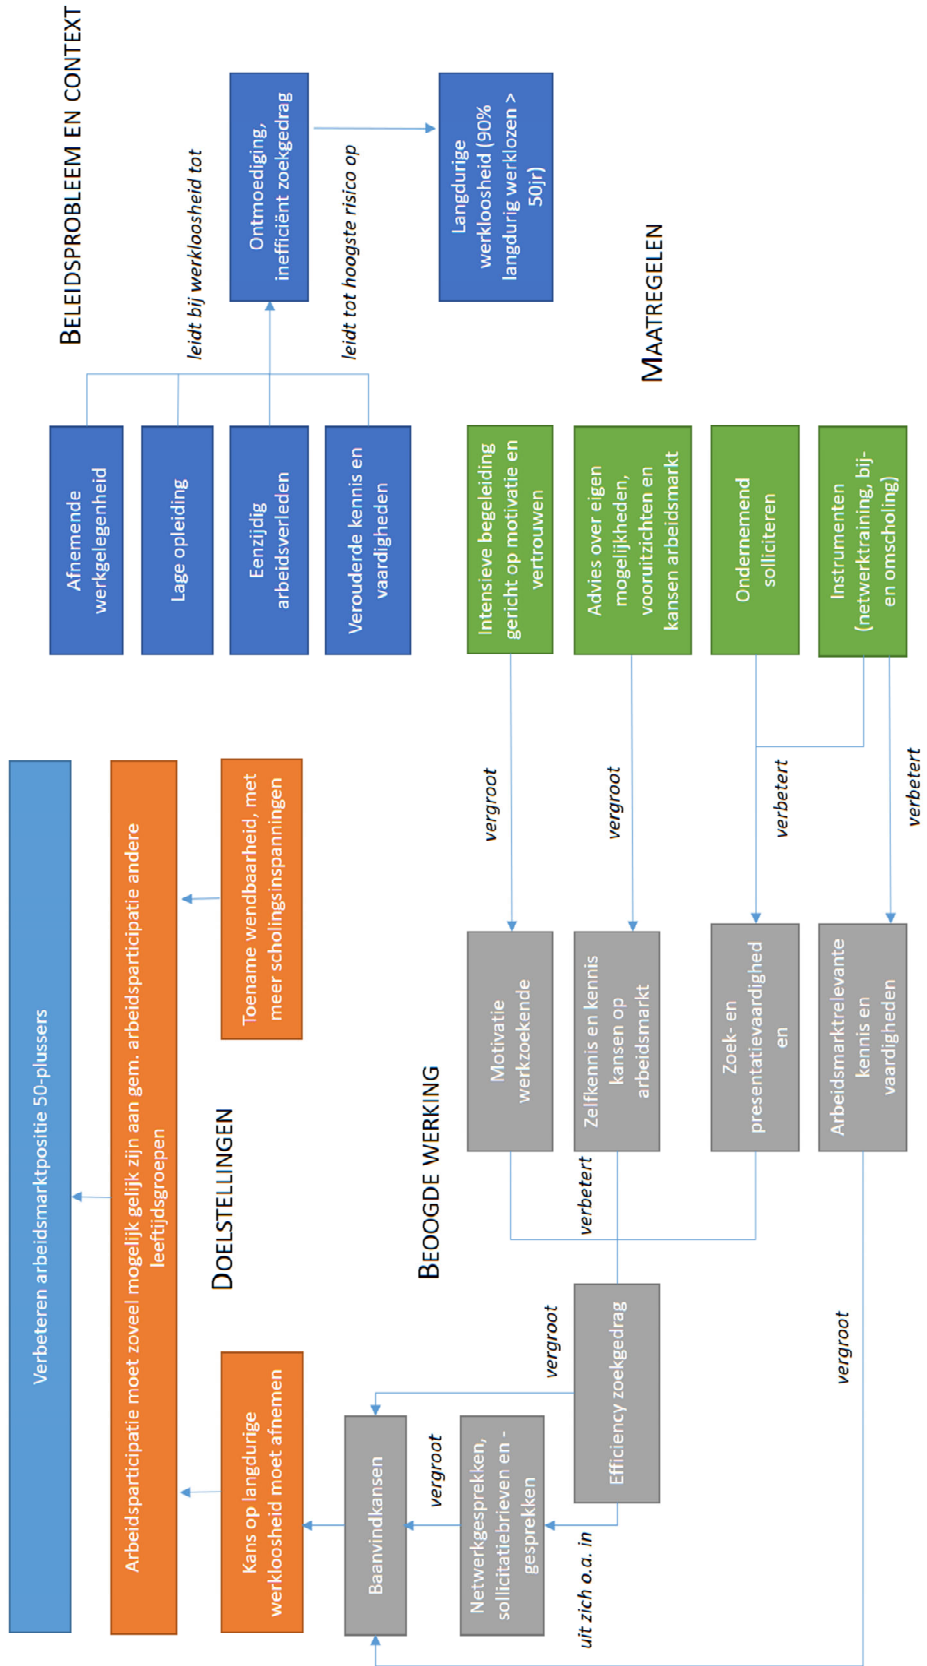 Verbeteren arbeidsmarktpositie 50-plussers
Arbeidsparticipatie moet zoveel mogelijk gelijk zijn aan gem. arbeidsparticipatie andere
leeftijdsgroepen
Kans op langdurige
werkloosheid moet afnemen
DOELSTELLINGEN
Toename wendbaarheid, met
meer scholingsinspanningen
BELEIDSPROBLEEM EN CONTEXT
Afnemende
werkgelegenheid
Lage opleiding
Eenzijdig
arbeidsverleden
Verouderde kennis en
vaardigheden
leidt bij werkloosheid tot
Ontmoediging,
inefficiënt zoekgedrag
leidt tot hoogste risico op
Langdurige
werkloosheid (90%
langdurig werklozen >
50jr)
BEOOGDE WERKING
Baanvindkansen
vergroot
vergroot
Netwerkgesprekken,
sollicitatiebrieven en -
gesprekken
uit zich o.a. in
Efficiency zoekgedrag
verbetert
vergroot
Motivatie
werkzoekende
Zelfkennis en kennis
kansen op
arbeidsmarkt
Zoek- en
presentatievaardighed
en
Arbeidsmarktrelevante
kennis en
vaardigheden
vergroot
vergroot
verbetert
verbetert
MAATREGELEN
Intensieve begeleiding
gericht op motivatie en
vertrouwen
Advies over eigen
mogelijkheden,
vooruitzichten en
kansen arbeidsmarkt
Ondernemend
solliciteren
Instrumenten
(netwerktraining, bij-
en omscholing)